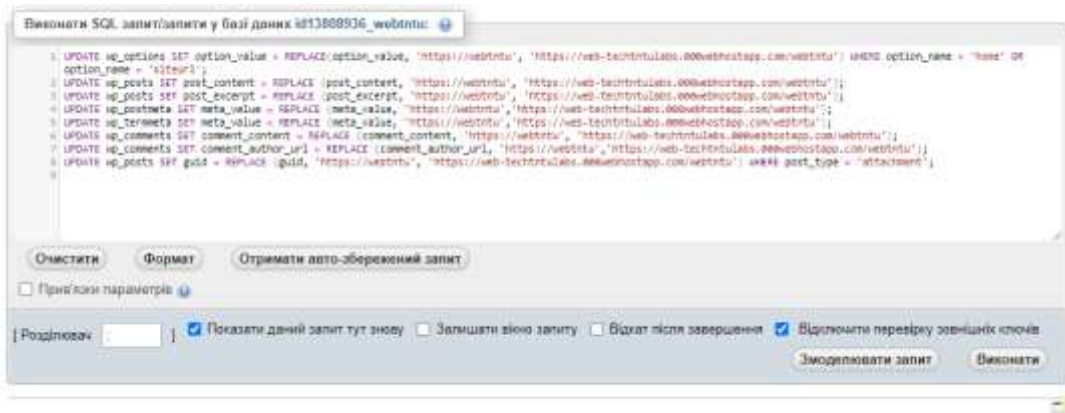 Виконати SQL запит/запити у базі даних id13808936_webtntu:
1 UPDATE wp_options SET option_value = REPLACE(option_value, 'https://webtntu', 'https://web-techtntulabs.000webhostapp.com/webtntu') WHERE option_name = 'home' OR
option_name = 'siteurl';
2 UPDATE wp_posts SET post_content = REPLACE (post_content, 'https://webtntu', 'https://web-techtntulabs.000webhostapp.com/webtntu');
3 UPDATE wp_posts SET post_excerpt = REPLACE (post_excerpt, 'https://webtntu', 'https://web-techtntulabs.000webhostapp.com/webtntu');
4 UPDATE wp_postmeta SET meta_value = REPLACE (meta_value, 'https://webtntu', 'https://web-techtntulabs.000webhostapp.com/webtntu');
5 UPDATE wp_termmeta SET meta_value = REPLACE (meta_value, 'https://webtntu','https://web-techtntulabs.000webhostapp.com/webtntu');
6 UPDATE wp_comments SET comment_content = REPLACE (comment_content, 'https://webtntu', 'https://web-techtntulabs.000webhostapp.com/webtntu');
7 UPDATE wp_comments SET comment_author_url = REPLACE (comment_author_url, 'https://webtntu','https://web-techtntulabs.000webhostapp.com/webtntu');
8 UPDATE wp_posts SET guid = REPLACE (guid, 'https://webtntu', 'https://web-techtntulabs.000webhostapp.com/webtntu') WHERE post_type = 'attachment';
9
Очистити Формат Отримати авто-збережений запит
Прив'язки параметрів
[ Розділювач ; ] Показати даний запит тут знову Залишати вікно запиту Відкат після завершення Відключити перевірку зовнішніх ключів
Змоделювати запит Виконати